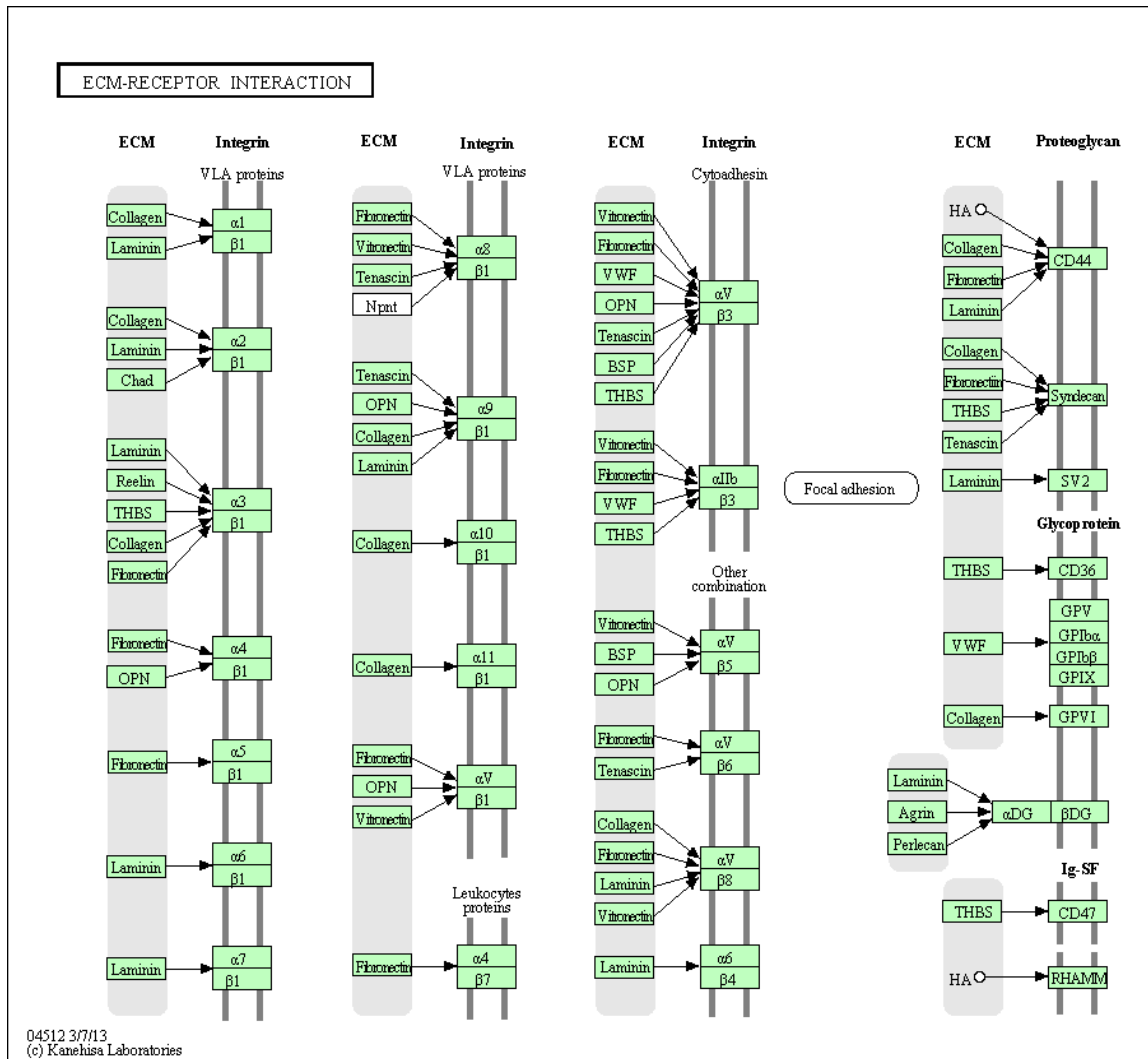 ECM-RECEPTOR INTERACTION
ECM
Integrin
VLA proteins
Collagen
Laminin
α1
β1
Collagen
Laminin
Chad
α2
β1
Laminin
Reelin
THBS
Collagen
Fibronectin
α3
β1
Fibronectin
OPN
α4
β1
Fibronectin
α5
β1
Laminin
α6
β1
Laminin
α7
β1
ECM
Integrin
VLA proteins
Fibronectin
Vitronectin
Tenascin
Npnt
α8
β1
Tenascin
OPN
Collagen
Laminin
α9
β1
Collagen
α10
β1
Collagen
α11
β1
Fibronectin
OPN
Vitronectin
αV
β1
Leukocytes
proteins
Fibronectin
α4
β7
ECM
Integrin
Cytoadhesin
Vitronectin
Fibronectin
VWF
OPN
Tenascin
BSP
THBS
αV
β3
Vitronectin
Fibronectin
VWF
THBS
αIIb
β3
Other
combination
Vitronectin
BSP
OPN
αV
β5
Fibronectin
Tenascin
αV
β6
Collagen
Fibronectin
Laminin
Vitronectin
αV
β8
Laminin
α6
β4
Focal adhesion
ECM
Proteoglycan
HA
Collagen
Fibronectin
Laminin
CD44
Collagen
Fibronectin
THBS
Tenascin
Syndecan
Laminin
SV2
Glycoprotein
THBS
CD36
VWF
GPV
GPIbα
GPIbβ
GPIX
Collagen
GPVI
Laminin
Agrin
Perlecan
αDG
βDG
Ig-SF
THBS
CD47
HA
RHAMM
04512 3/7/13
(c) Kanehisa Laboratories